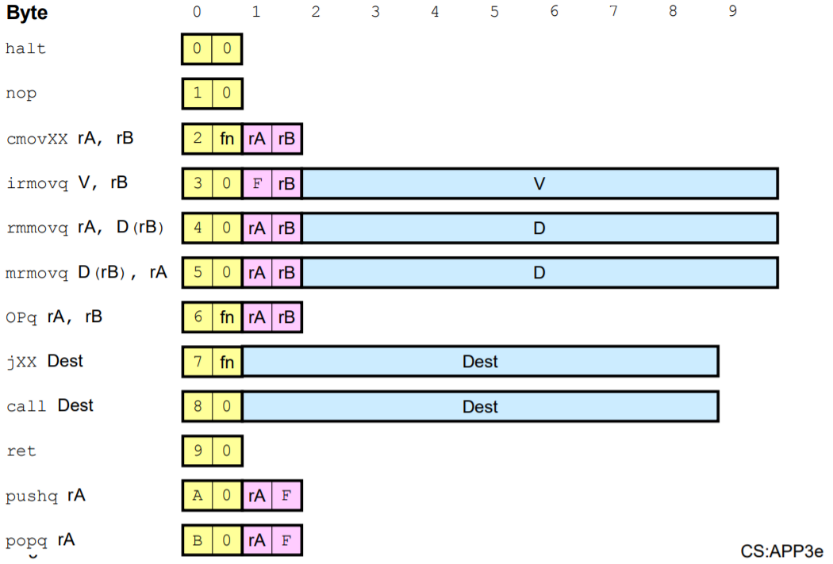 Byte 0 1 2 3 4 5 6 7 8 9
halt 0 0
nop 1 0
cmovXX rA, rB 2 fn rA rB
irmovq V, rB 3 0 F rB V
rmmovq rA, D(rB) 4 0 rA rB D
mrmovq D(rB), rA 5 0 rA rB D
OPq rA, rB 6 fn rA rB
jXX Dest 7 fn Dest
call Dest 8 0 Dest
ret 9 0
pushq rA A 0 rA F
popq rA B 0 rA F
CS:APP3e